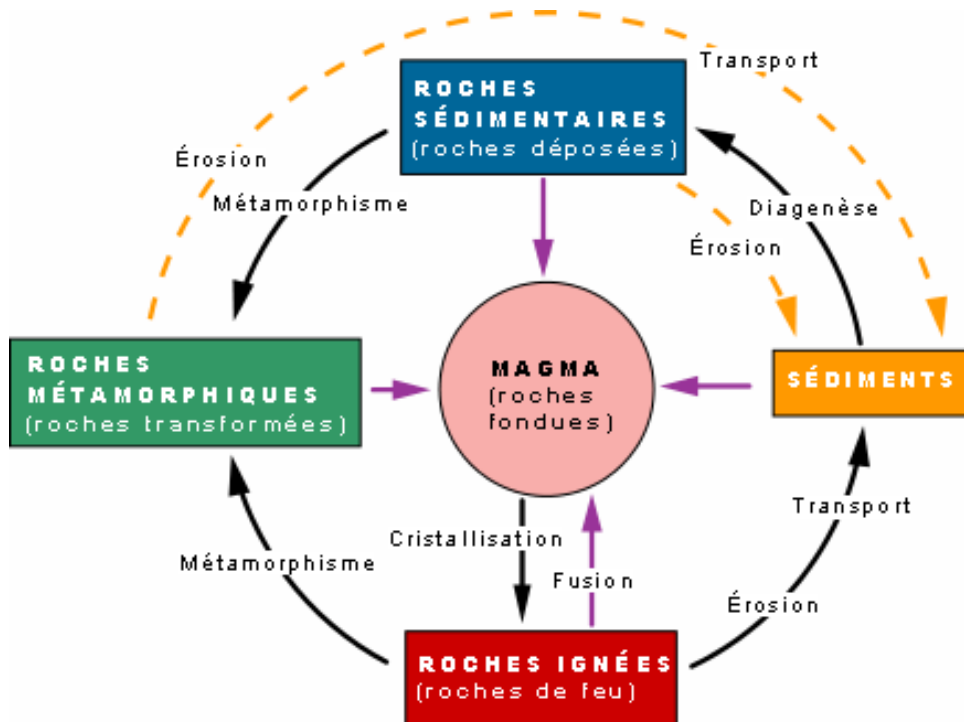 Transport
ROCHES
SÉDIMENTAIRES
(roches déposées)
Érosion
Métamorphisme
Diagenèse
Érosion
ROCHES
MÉTAMORPHIQUES
(roches transformées)
MAGMA
(roches
fondues)
SÉDIMENTS
Transport
Cristallisation
Métamorphisme
Fusion
Érosion
ROCHES IGNÉES
(roches de feu)